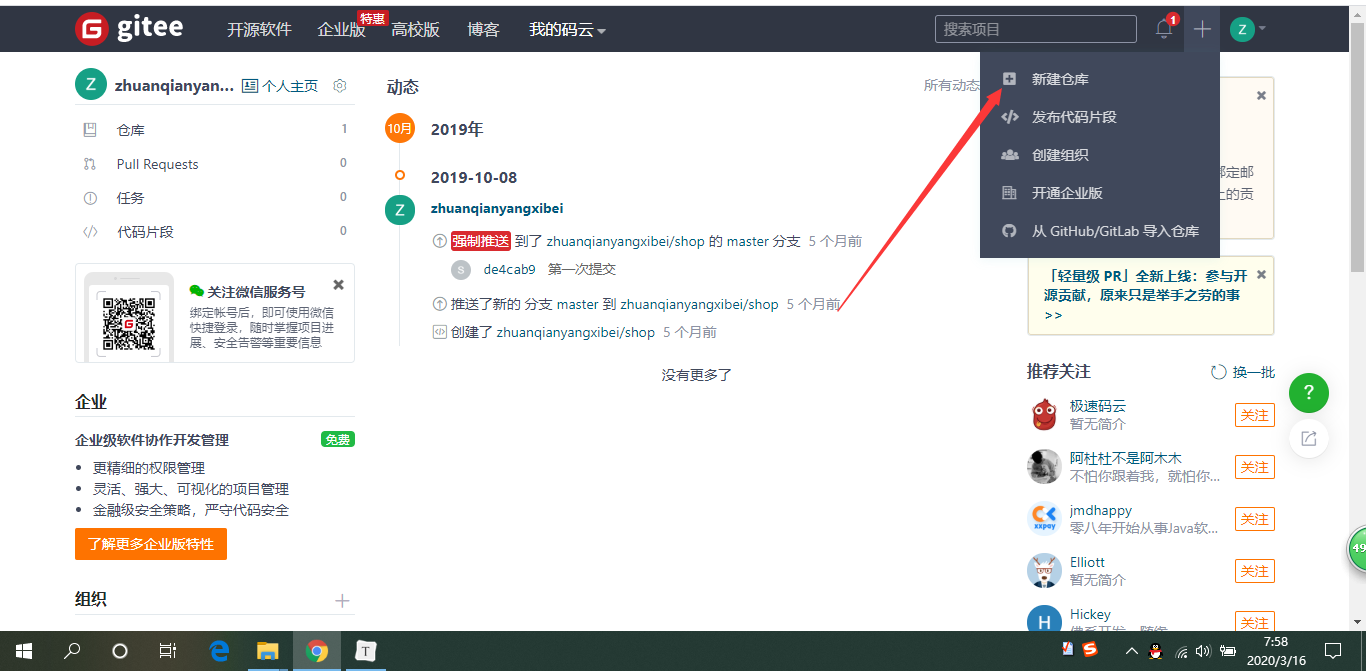 gitee
开源软件
企业版
特惠
高校版
博客
我的码云
搜索项目
1
Z
Z
zhuanqianyan...
个人主页
仓库 1
Pull Requests 0
任务 0
代码片段 0
关注微信服务号
绑定帐号后，即可使用微信
快捷登录，随时掌握项目进
展、安全告警等重要信息
企业
企业级软件协作开发管理
免费
更精细的权限管理
灵活、强大、可视化的项目管理
金融级安全策略，严守代码安全
了解更多企业版特性
组织
动态
所有动态
10月
2019年
2019-10-08
Z
zhuanqianyangxibei
强制推送 到了 zhuanqianyangxibei/shop 的 master 分支 5 个月前
S
de4cab9 第一次提交
推送了新的 分支 master 到 zhuanqianyangxibei/shop 5 个月前
创建了 zhuanqianyangxibei/shop 5 个月前
没有更多了
新建仓库
发布代码片段
创建组织
开通企业版
从 GitHub/GitLab 导入仓库
绑定邮
上的贡
「轻量级 PR」全新上线：参与开
源贡献，原来只是举手之劳的事
>>
推荐关注
换一批
极速码云
暂无简介
关注
阿杜杜不是阿木木
不怕你跟着我，就怕你...
关注
xxpay
jmdhappy
零八年开始从事Java软...
关注
Elliott
暂无简介
关注
H
Hickey
佛系开发，随缘
关注
?
49
T
7:58
2020/3/16